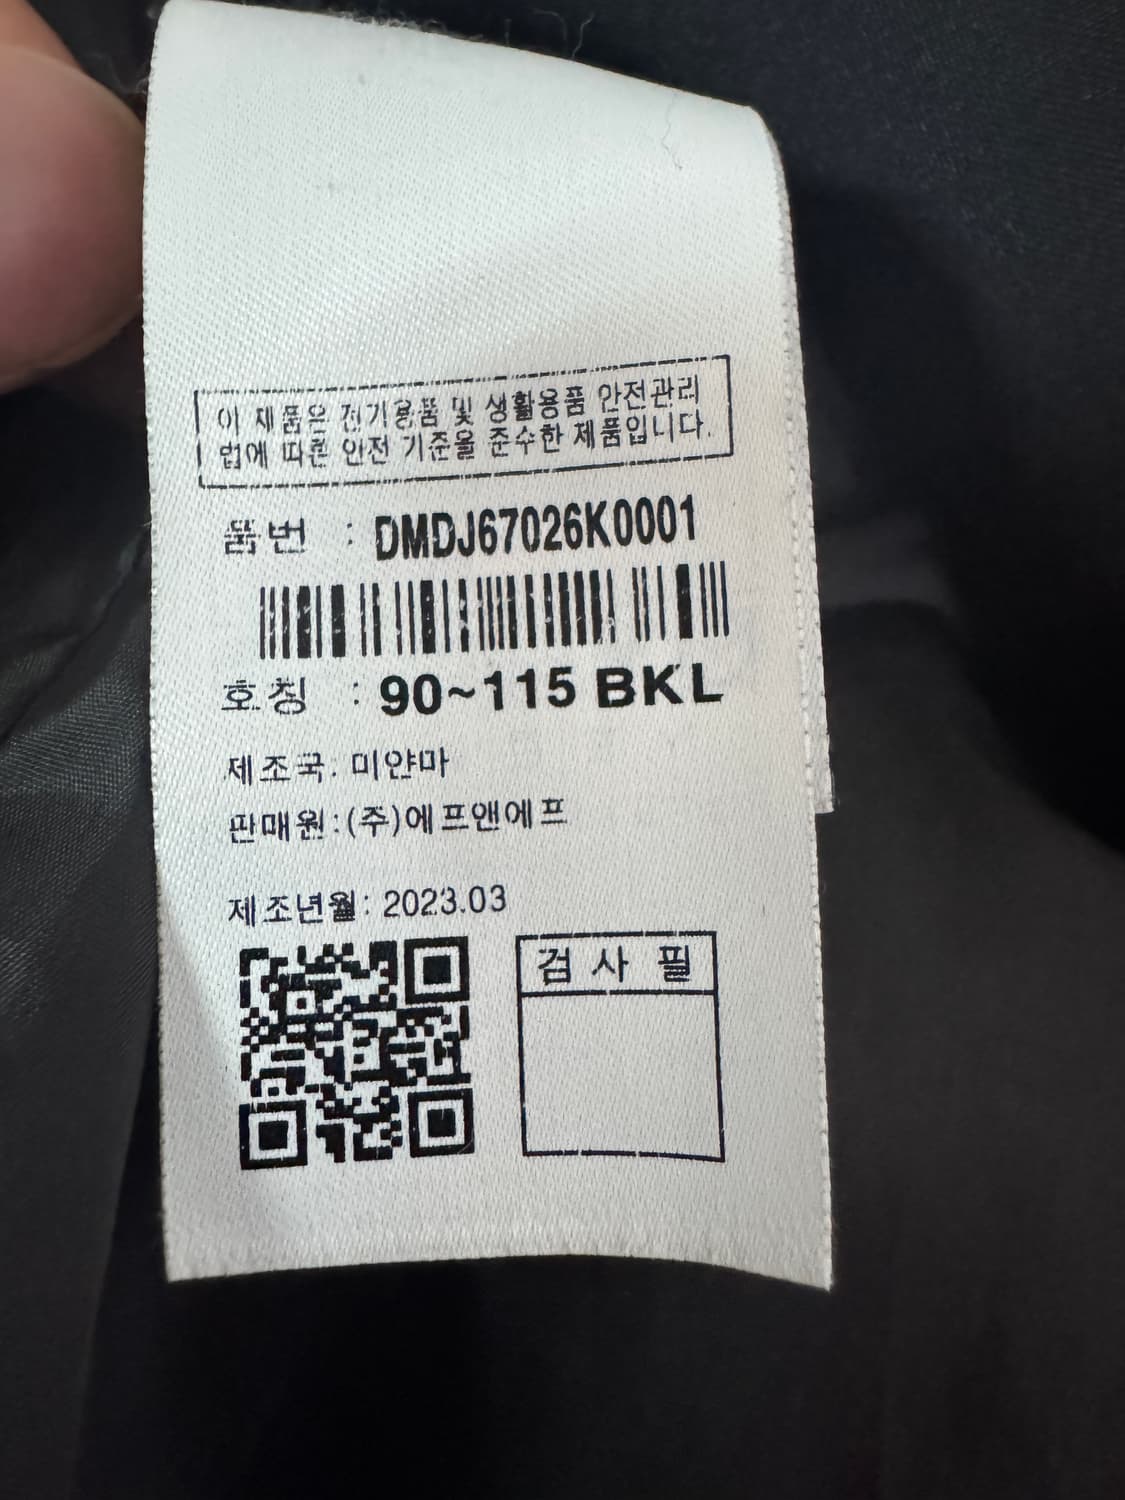 이 제품은 전기용품 및 생활용품 안전관리
법에 따른 안전 기준을 준수한 제품입니다.
품번 : DMDJ67026K0001
호칭 : 90~115 BKL
제조국: 미얀마
판매원:(주)에프앤에프
제조년월: 2023.03
검사필